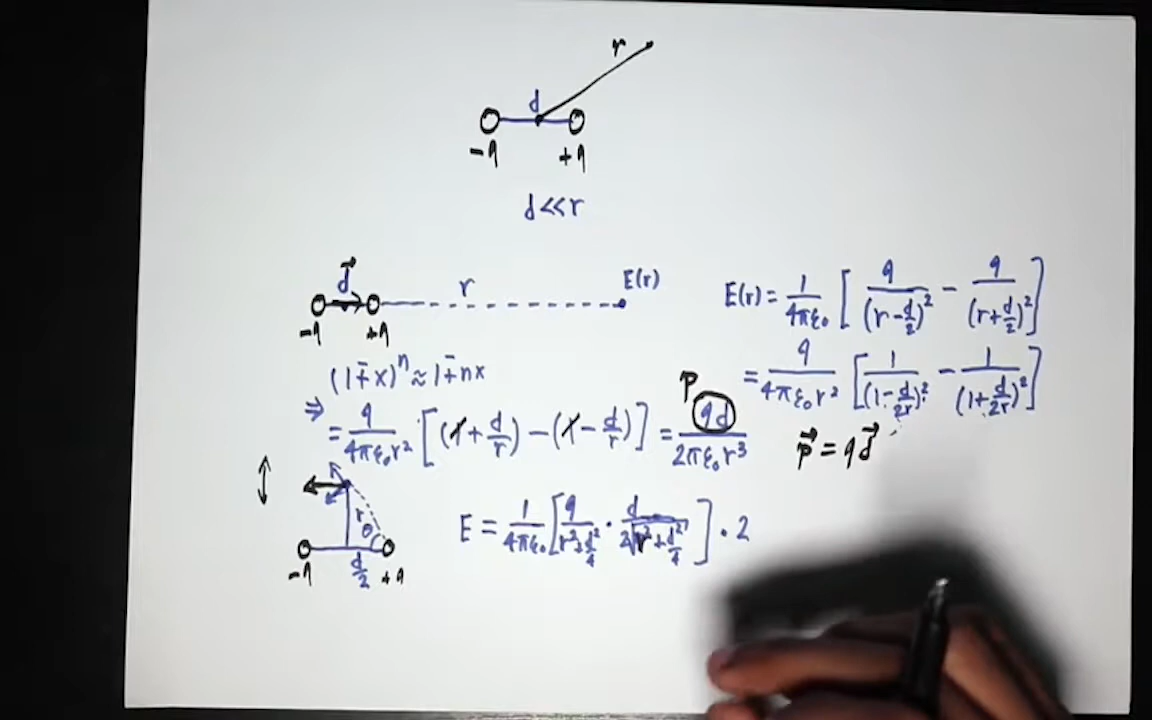 r
d
-q +q
d<<r
d⃗ r E(r)
-q +q
E(r) = 1/4πε₀ [ q/(r-d/2)² - q/(r+d/2)² ]
(1∓x)ⁿ ≈ 1∓nx
= q/4πε₀r² [ 1/(1-d/2r)² - 1/(1+d/2r)² ]
⇒ = q/4πε₀r² [ (1+d/r) - (1-d/r) ] = qd/2πε₀r³
p
p⃗ = qd⃗
r θ
-q d/2 +q
E = 1/4πε₀ [ q/r²+d²/4 · d/2√r²+d²/4 ] · 2